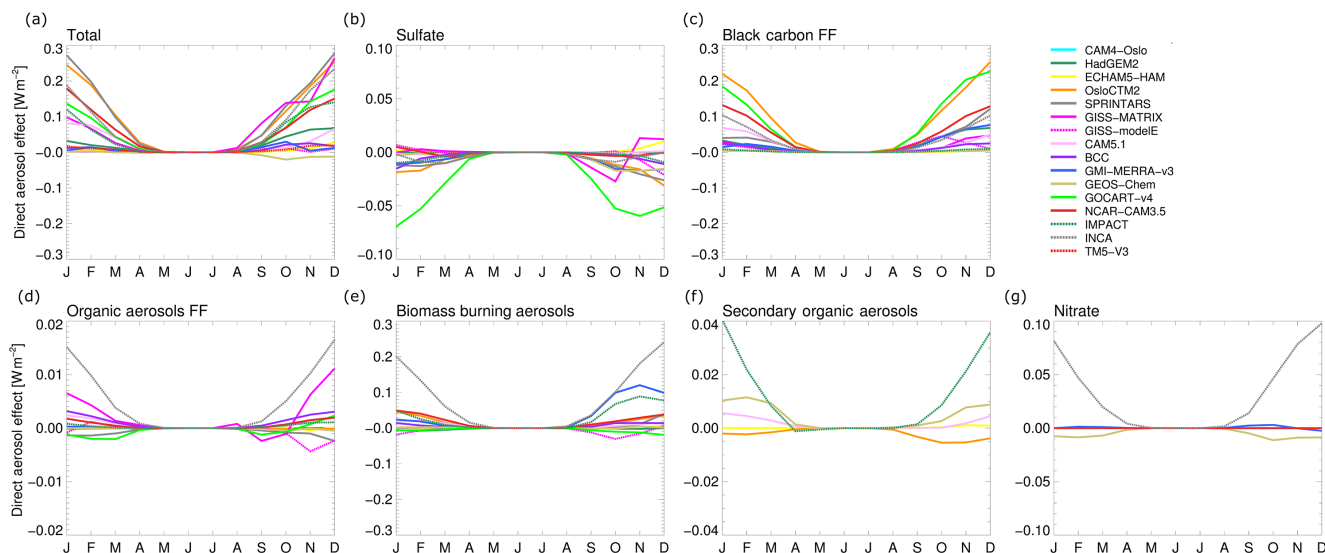 (a)
Total
(b)
Sulfate
(c)
Black carbon FF
Direct aerosol effect [W m−2]
0.3
0.2
0.1
−0.0
−0.1
−0.2
−0.3
J F M A M J J A S O N D
0.10
0.05
0.00
−0.05
−0.10
J F M A M J J A S O N D
0.3
0.2
0.1
−0.0
−0.1
−0.2
−0.3
J F M A M J J A S O N D
CAM4−Oslo
HadGEM2
ECHAM5−HAM
OsloCTM2
SPRINTARS
GISS−MATRIX
GISS−modelE
CAM5.1
BCC
GMI−MERRA−v3
GEOS−Chem
GOCART−v4
NCAR−CAM3.5
IMPACT
INCA
TM5−V3
(d)
Organic aerosols FF
(e)
Biomass burning aerosols
(f)
Secondary organic aerosols
(g)
Nitrate
Direct aerosol effect [W m−2]
0.02
0.01
0.00
−0.01
−0.02
J F M A M J J A S O N D
0.3
0.2
0.1
−0.0
−0.1
−0.2
−0.3
J F M A M J J A S O N D
0.04
0.02
0.00
−0.02
−0.04
J F M A M J J A S O N D
0.10
0.05
0.00
−0.05
−0.10
J F M A M J J A S O N D